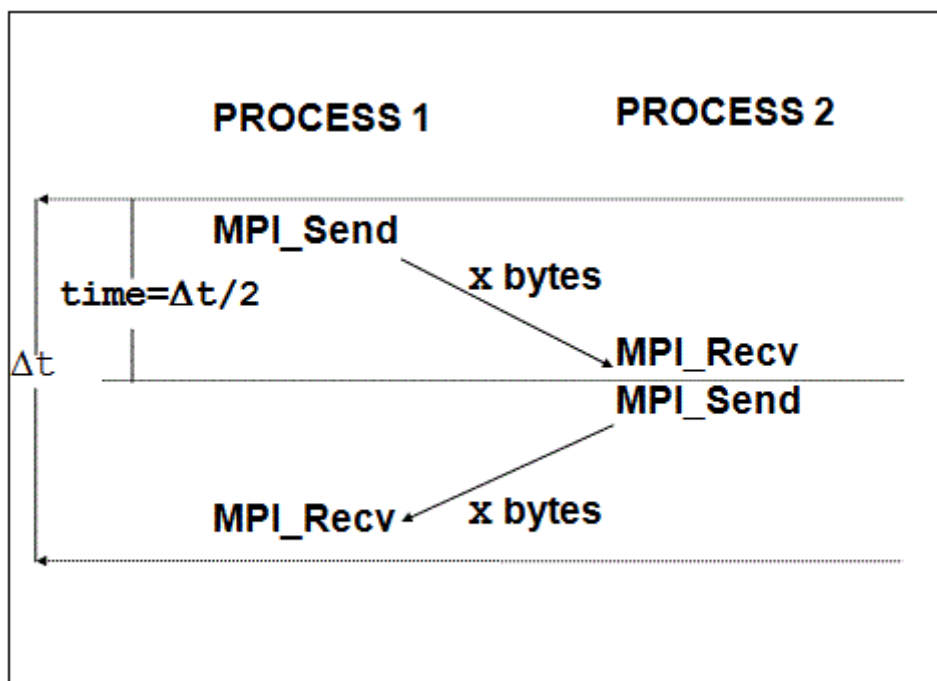 PROCESS 1
PROCESS 2
MPI_Send
x bytes
time=Δt/2
MPI_Recv
Δt
MPI_Send
MPI_Recv
x bytes